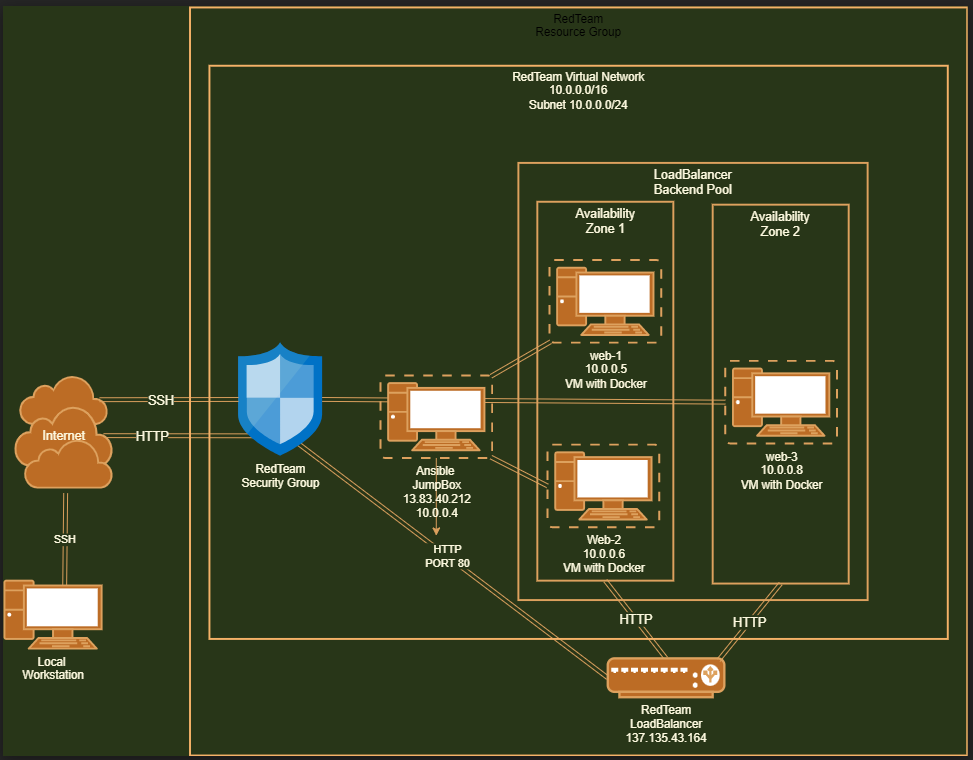 RedTeam
Resource Group
RedTeam Virtual Network
10.0.0.0/16
Subnet 10.0.0.0/24
LoadBalancer
Backend Pool
Availability
Zone 1
Availability
Zone 2
web-1
10.0.0.5
VM with Docker
SSH
Internet
HTTP
RedTeam
Security Group
Ansible
JumpBox
13.83.40.212
10.0.0.4
web-3
10.0.0.8
VM with Docker
SSH
HTTP
PORT 80
Web-2
10.0.0.6
VM with Docker
HTTP
HTTP
Local
Workstation
RedTeam
LoadBalancer
137.135.43.164